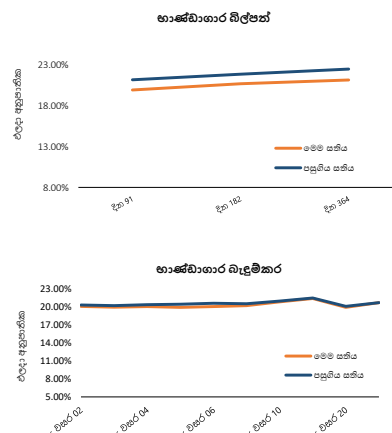 භාණ්ඩාගාර බිල්පත්
ඵලදා අනුපාතික
23.00%
18.00%
13.00%
8.00%
මෙම සතිය
පසුගිය සතිය
දින 91
දින 182
දින 364
භාණ්ඩාගාර බැඳුම්කර
ඵලදා අනුපාතික
23.00%
20.00%
17.00%
14.00%
11.00%
8.00%
5.00%
මෙම සතිය
පසුගිය සතිය
වසර 02
වසර 04
වසර 06
වසර 10
වසර 20